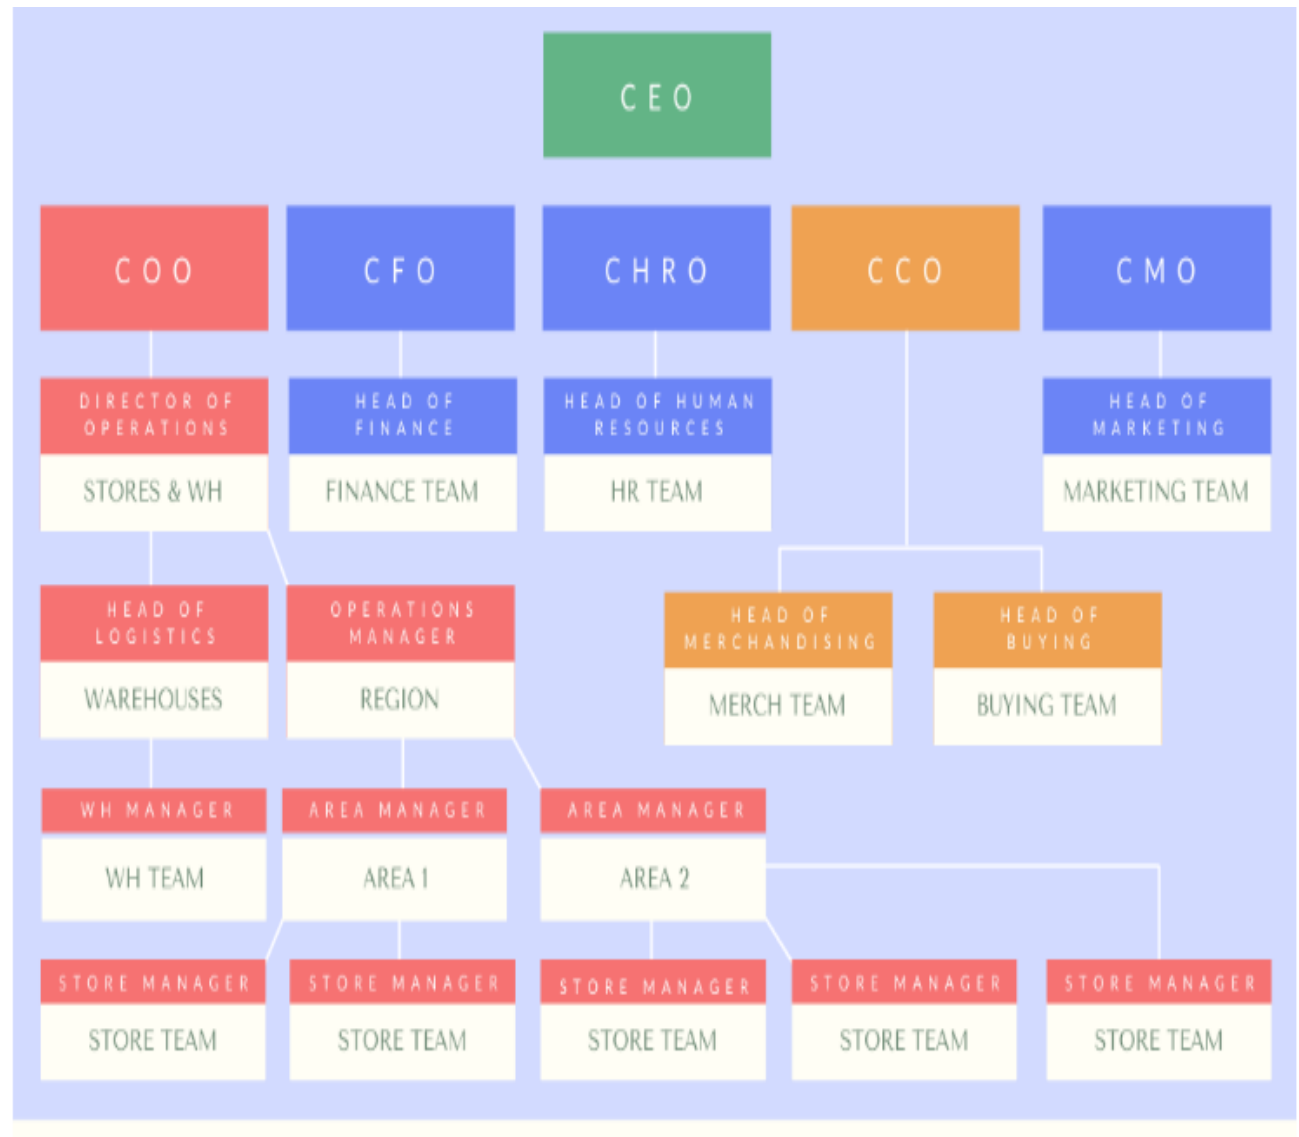 CEO
COO
CFO
CHRO
CCO
CMO
DIRECTOR OF
OPERATIONS
STORES & WH
HEAD OF
FINANCE
FINANCE TEAM
HEAD OF HUMAN
RESOURCES
HR TEAM
HEAD OF
MARKETING
MARKETING TEAM
HEAD OF
LOGISTICS
WAREHOUSES
OPERATIONS
MANAGER
REGION
HEAD OF
MERCHANDISING
MERCH TEAM
HEAD OF
BUYING
BUYING TEAM
WH MANAGER
WH TEAM
AREA MANAGER
AREA 1
AREA MANAGER
AREA 2
STORE MANAGER
STORE TEAM
STORE MANAGER
STORE TEAM
STORE MANAGER
STORE TEAM
STORE MANAGER
STORE TEAM
STORE MANAGER
STORE TEAM